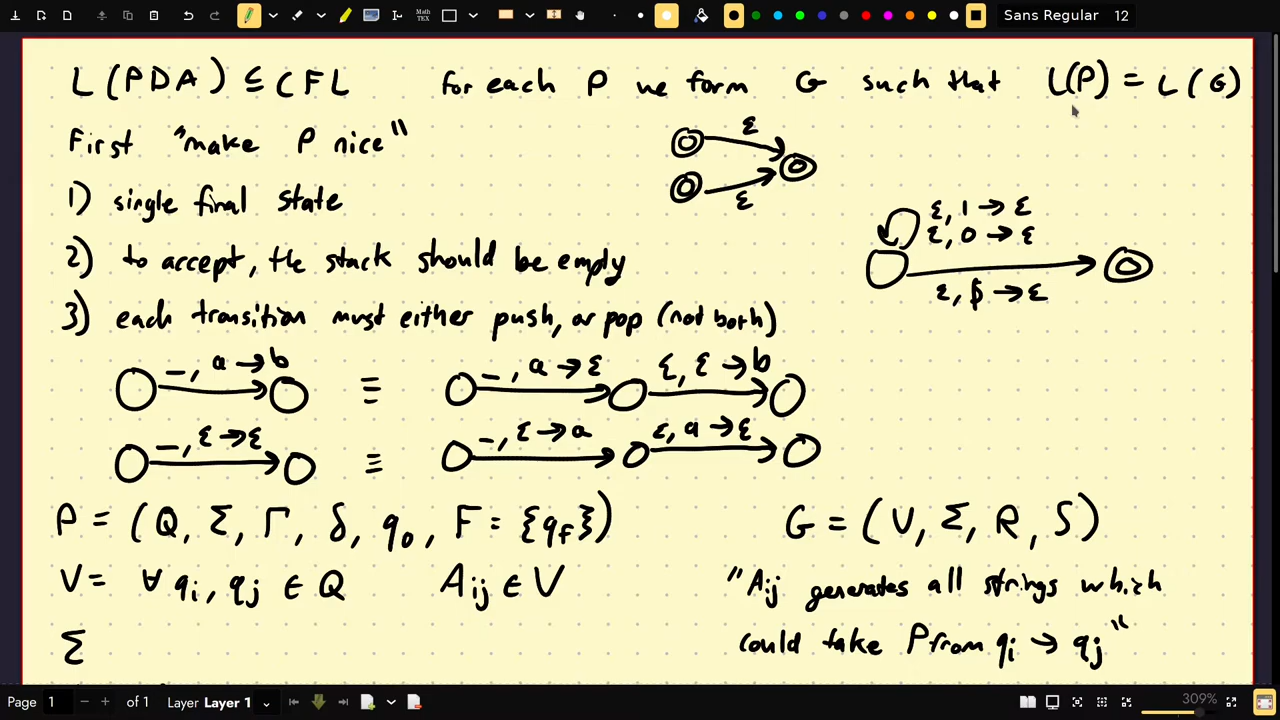 Sans Regular 12
L(PDA) ⊆ CFL for each P we form G such that L(P) = L(G)
First "make P nice"
ε
ε
1) single final state
ε, 1 → ε
ε, 0 → ε
2) to accept, the stack should be empty
ε, $ → ε
3) each transition must either push, or pop (not both)
–, a → b ≡ –, a → ε ε, ε → b
–, ε → ε ≡ –, ε → a ε, a → ε
P = (Q, Σ, Γ, δ, q₀, F = {q_f}) G = (V, Σ, R, S)
V = ∀ qᵢ, qⱼ ∈ Q Aᵢⱼ ∈ V "Aᵢⱼ generates all strings which
Σ could take P from qᵢ → qⱼ"
Page 1 of 1 Layer Layer 1 309%